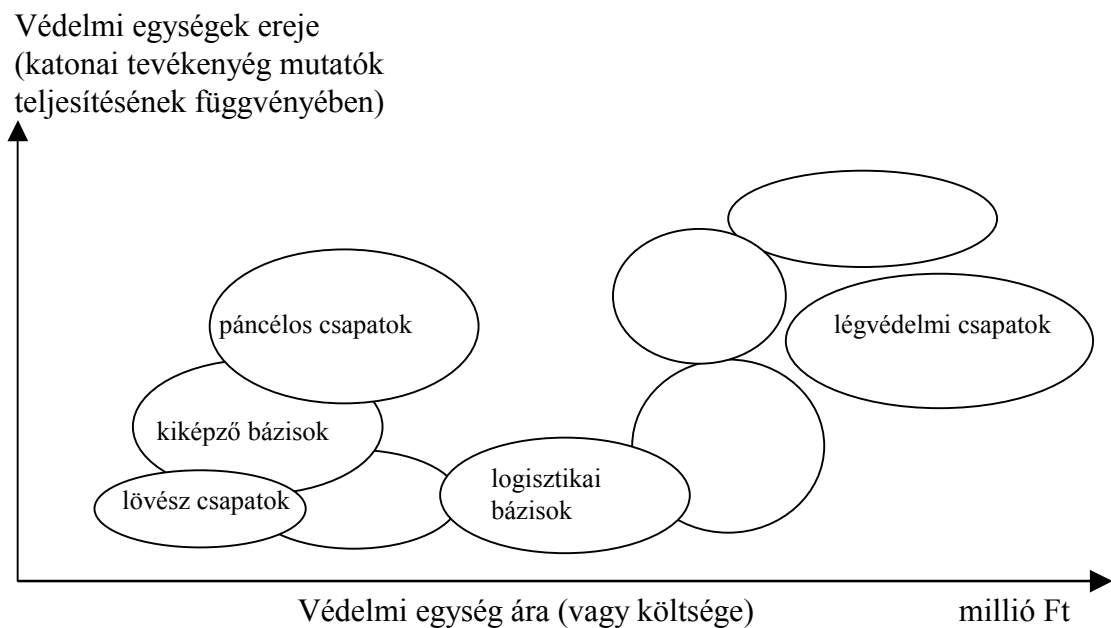 Védelmi egységek ereje
(katonai tevékenyég mutatók
teljesítésének függvényében)
páncélos csapatok
légvédelmi csapatok
kiképző bázisok
logisztikai
bázisok
lövész csapatok
Védelmi egység ára (vagy költsége)
millió Ft